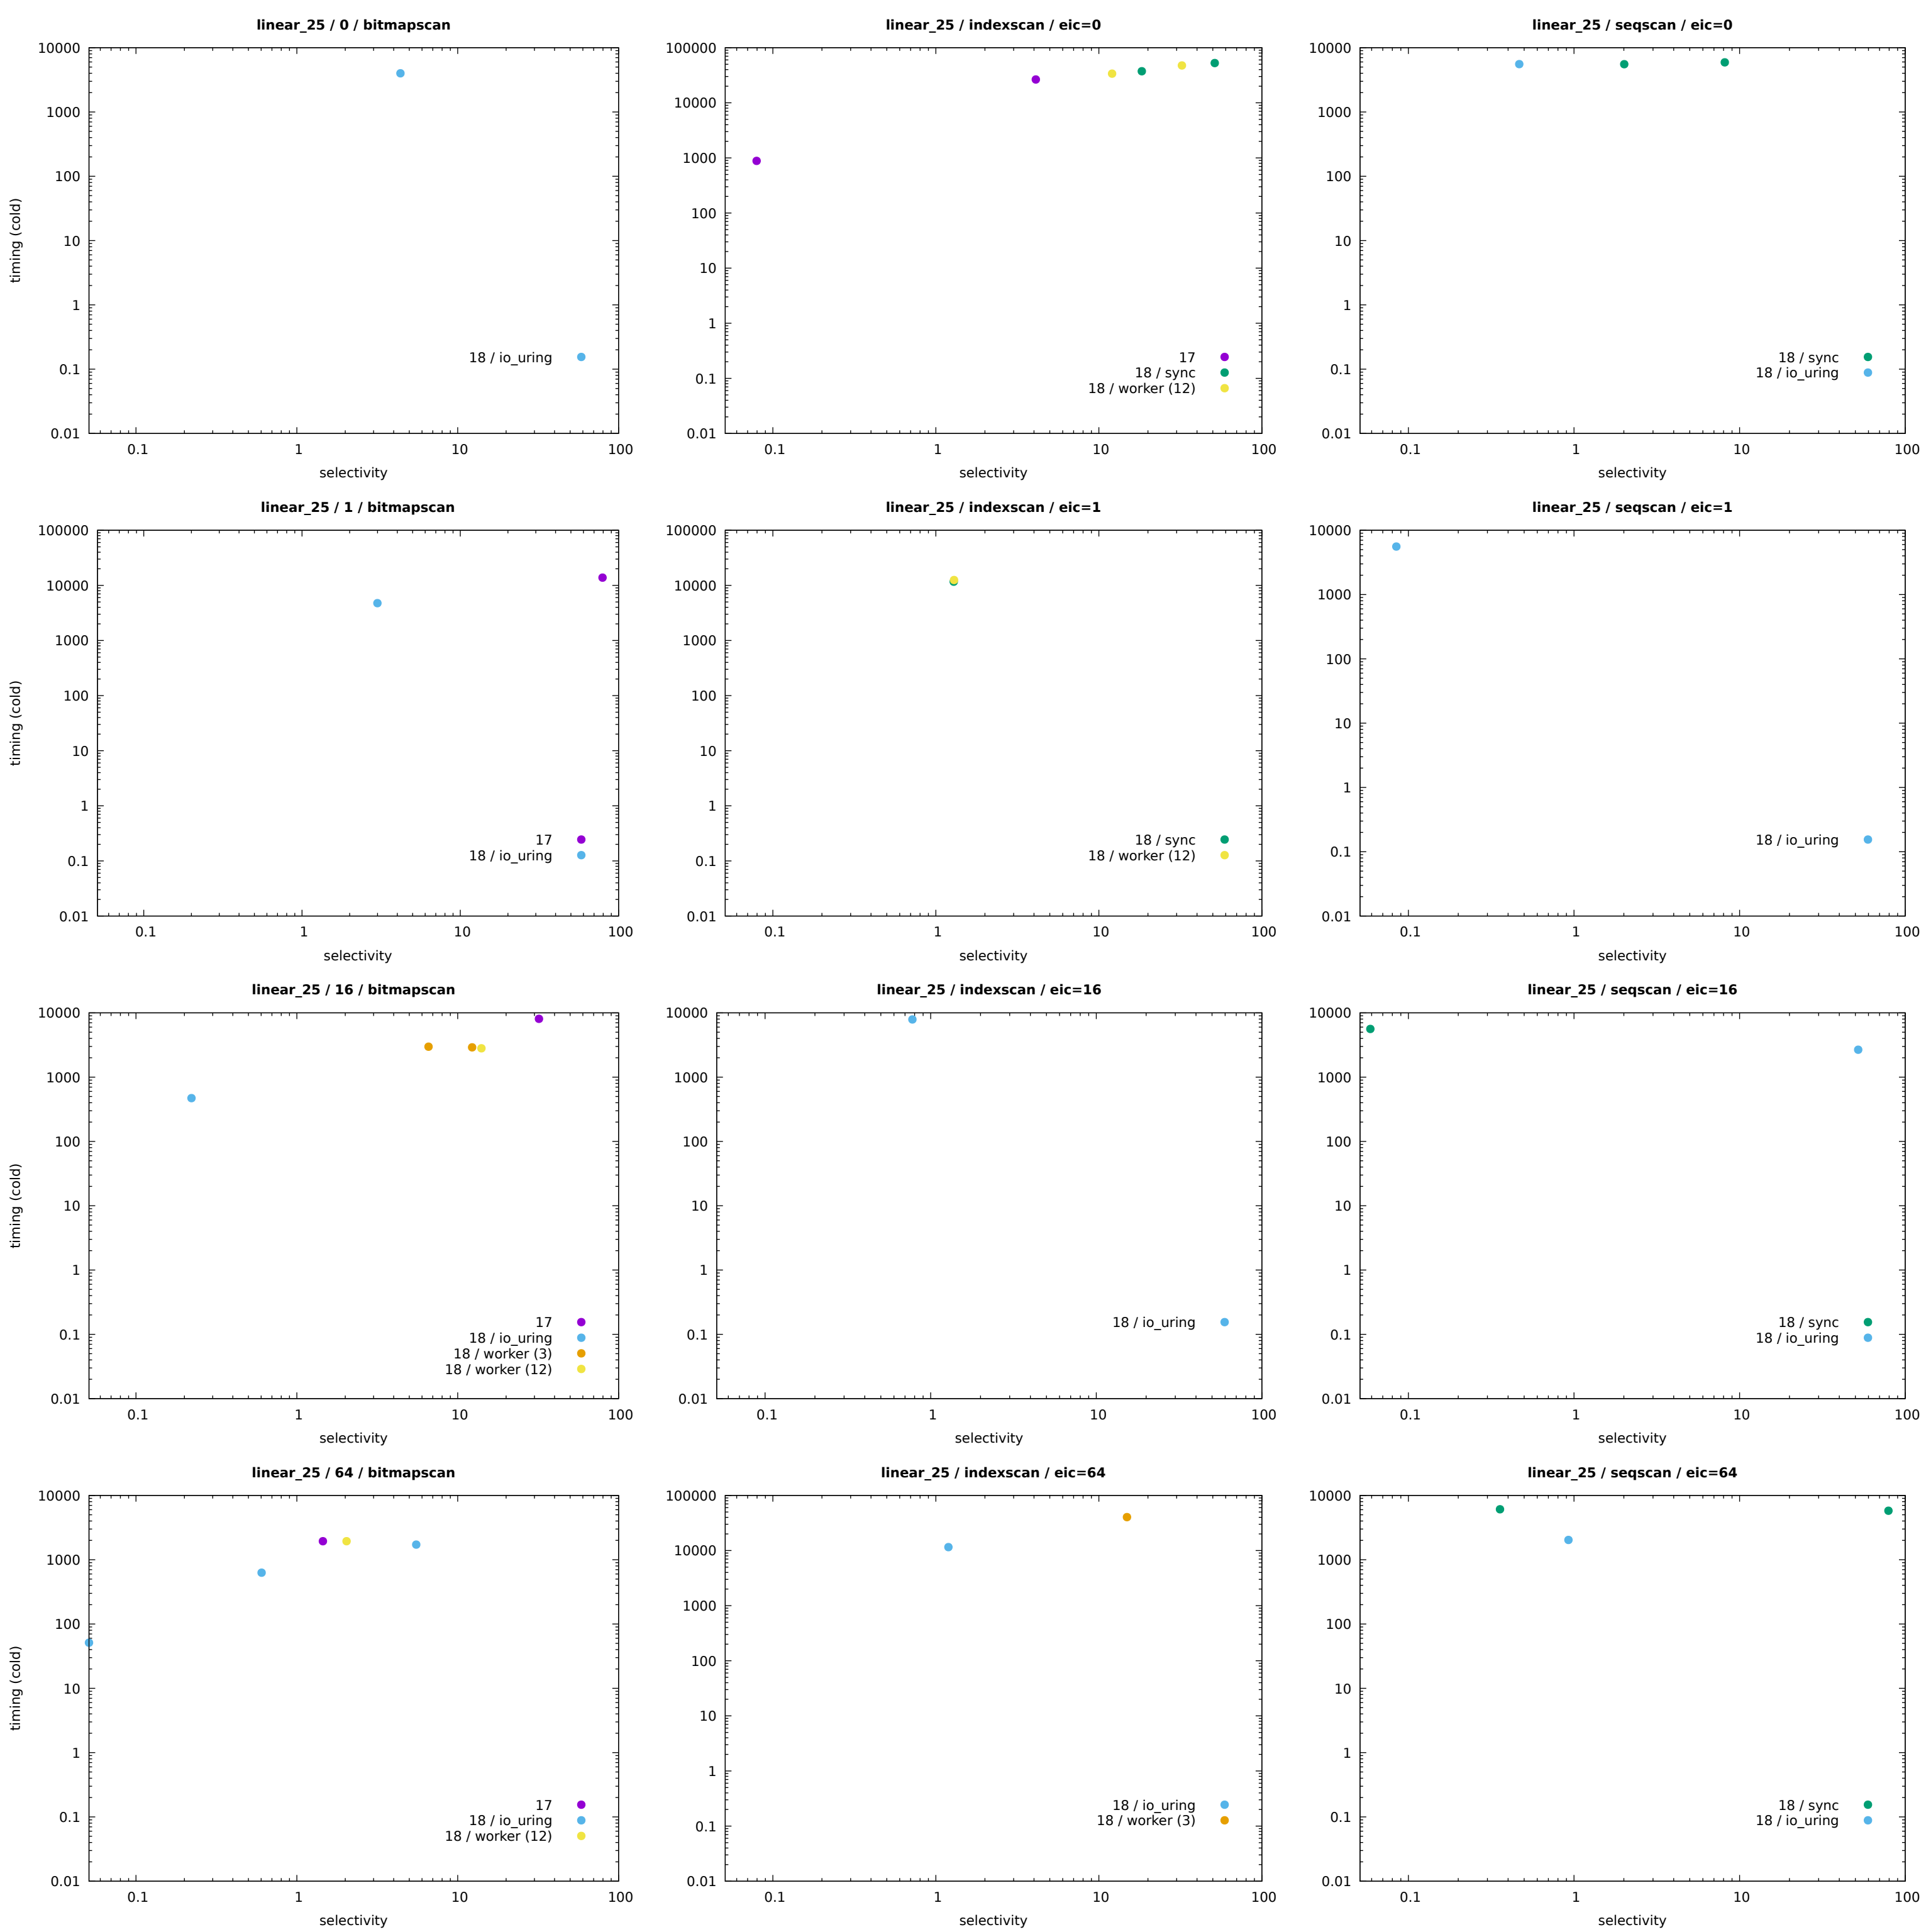 linear_25 / 0 / bitmapscan
10000
1000
100
10
1
0.1
0.01
timing (cold)
18 / io_uring
0.1 1 10 100
selectivity
linear_25 / indexscan / eic=0
100000
10000
1000
100
10
1
0.1
0.01
17
18 / sync
18 / worker (12)
0.1 1 10 100
selectivity
linear_25 / seqscan / eic=0
10000
1000
100
10
1
0.1
0.01
18 / sync
18 / io_uring
0.1 1 10 100
selectivity
linear_25 / 1 / bitmapscan
100000
10000
1000
100
10
1
0.1
0.01
timing (cold)
17
18 / io_uring
0.1 1 10 100
selectivity
linear_25 / indexscan / eic=1
100000
10000
1000
100
10
1
0.1
0.01
18 / sync
18 / worker (12)
0.1 1 10 100
selectivity
linear_25 / seqscan / eic=1
10000
1000
100
10
1
0.1
0.01
18 / io_uring
0.1 1 10 100
selectivity
linear_25 / 16 / bitmapscan
10000
1000
100
10
1
0.1
0.01
timing (cold)
17
18 / io_uring
18 / worker (3)
18 / worker (12)
0.1 1 10 100
selectivity
linear_25 / indexscan / eic=16
10000
1000
100
10
1
0.1
0.01
18 / io_uring
0.1 1 10 100
selectivity
linear_25 / seqscan / eic=16
10000
1000
100
10
1
0.1
0.01
18 / sync
18 / io_uring
0.1 1 10 100
selectivity
linear_25 / 64 / bitmapscan
10000
1000
100
10
1
0.1
0.01
timing (cold)
17
18 / io_uring
18 / worker (12)
0.1 1 10 100
selectivity
linear_25 / indexscan / eic=64
100000
10000
1000
100
10
1
0.1
0.01
18 / io_uring
18 / worker (3)
0.1 1 10 100
selectivity
linear_25 / seqscan / eic=64
10000
1000
100
10
1
0.1
0.01
18 / sync
18 / io_uring
0.1 1 10 100
selectivity